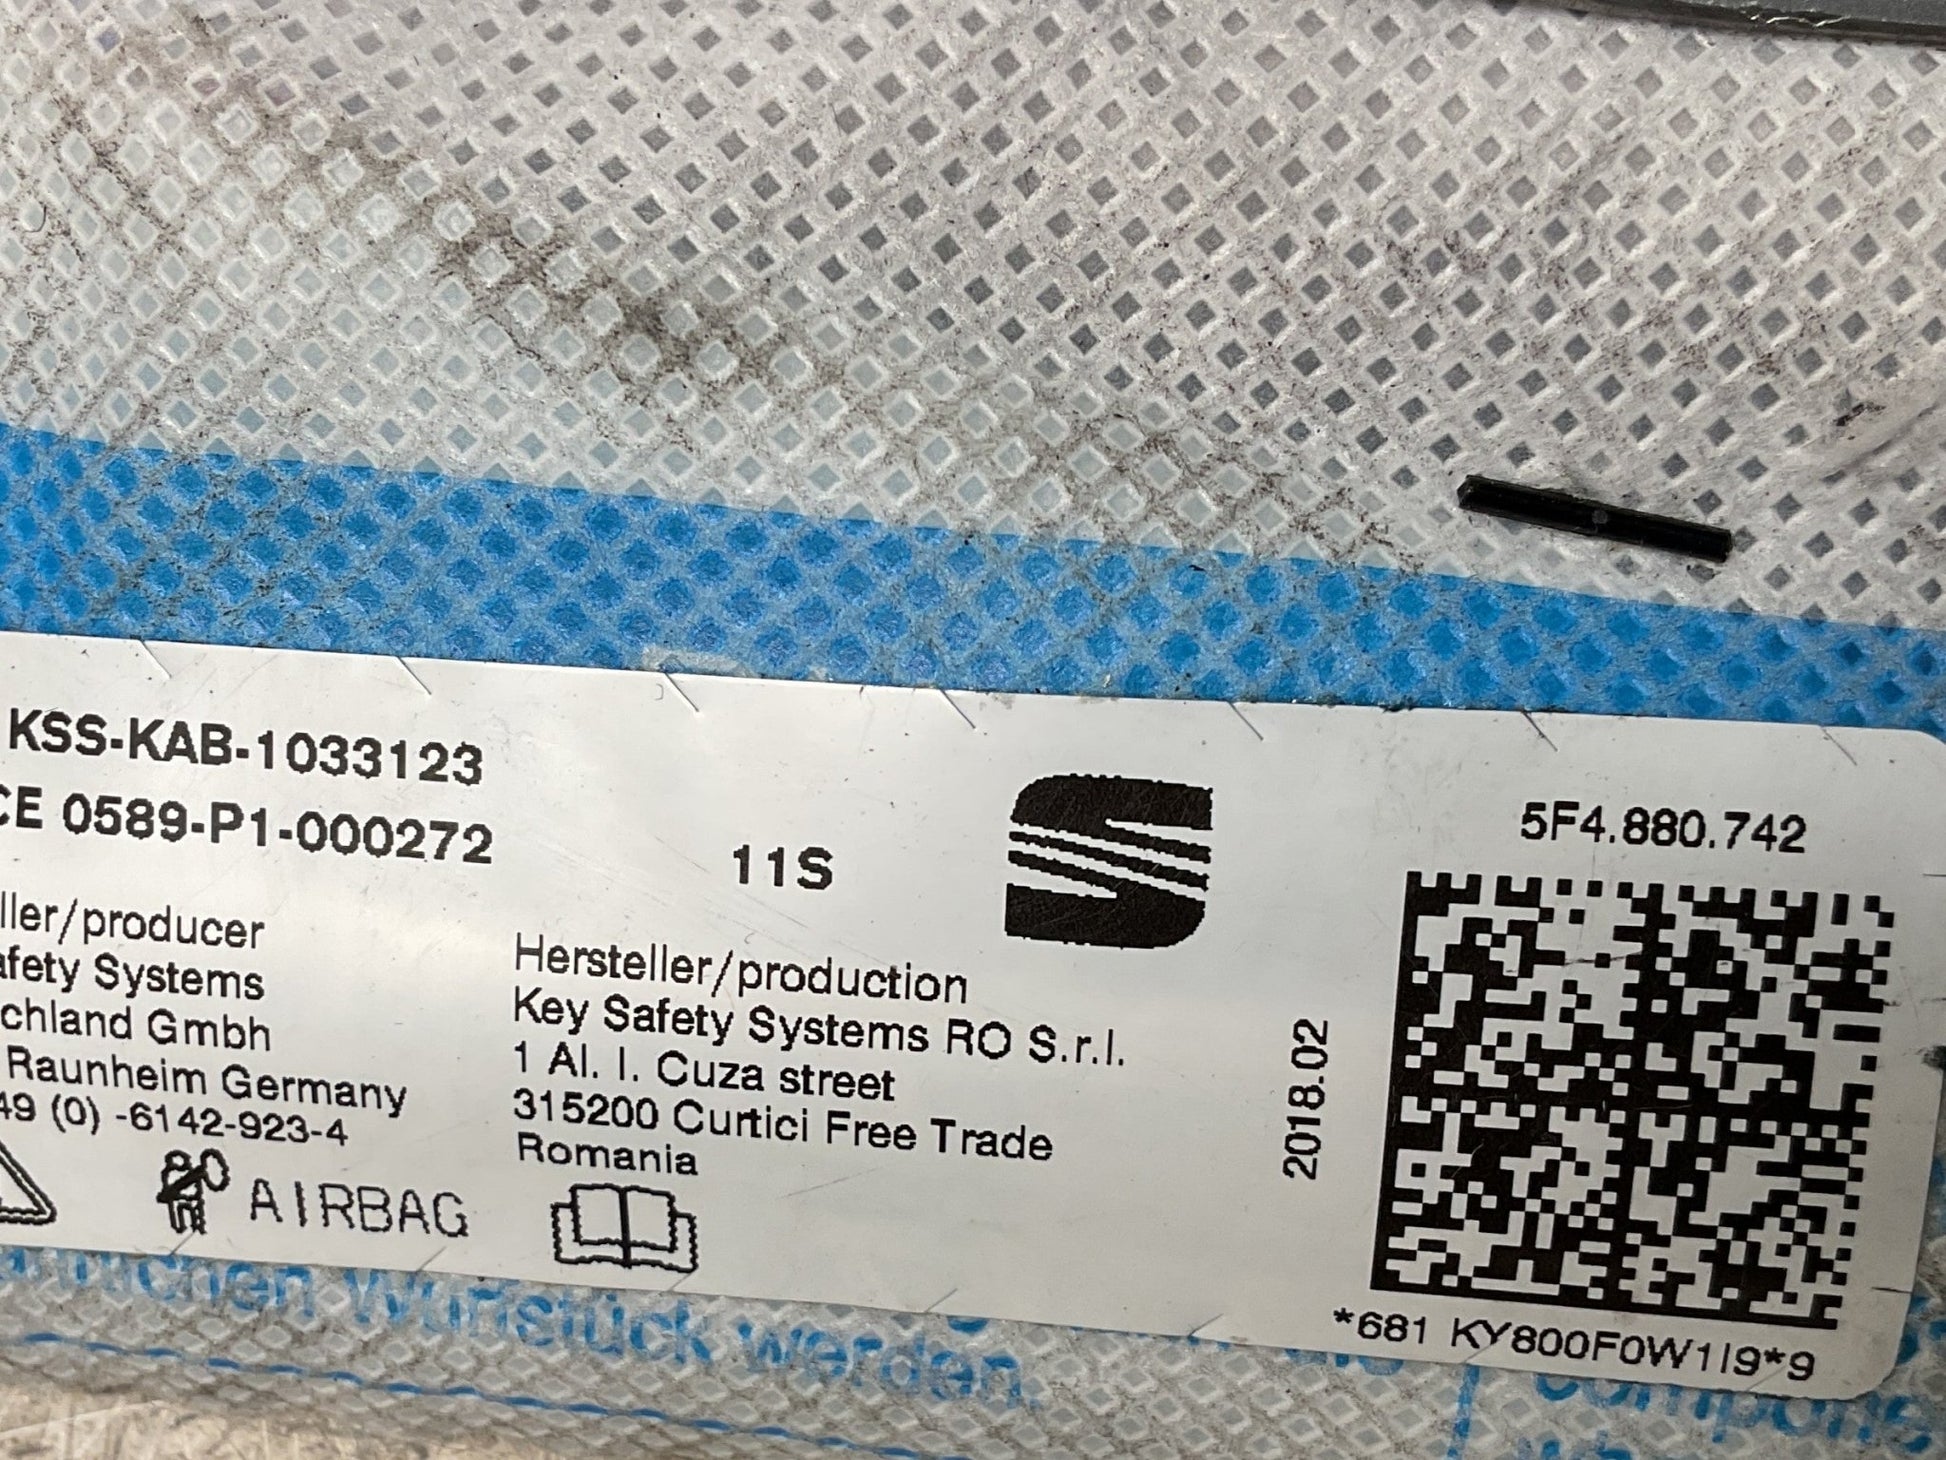 KSS-KAB-1033123
CE 0589-P1-000272
11S
5F4.880.742
ller/producer
afety Systems
chland Gmbh
Raunheim Germany
49 (0) -6142-923-4
AIRBAG
Hersteller/production
Key Safety Systems RO S.r.l.
1 Al. I. Cuza street
315200 Curtici Free Trade
Romania
2018.02
*681 KY800F0W1I9*9
Wurfstück werden.